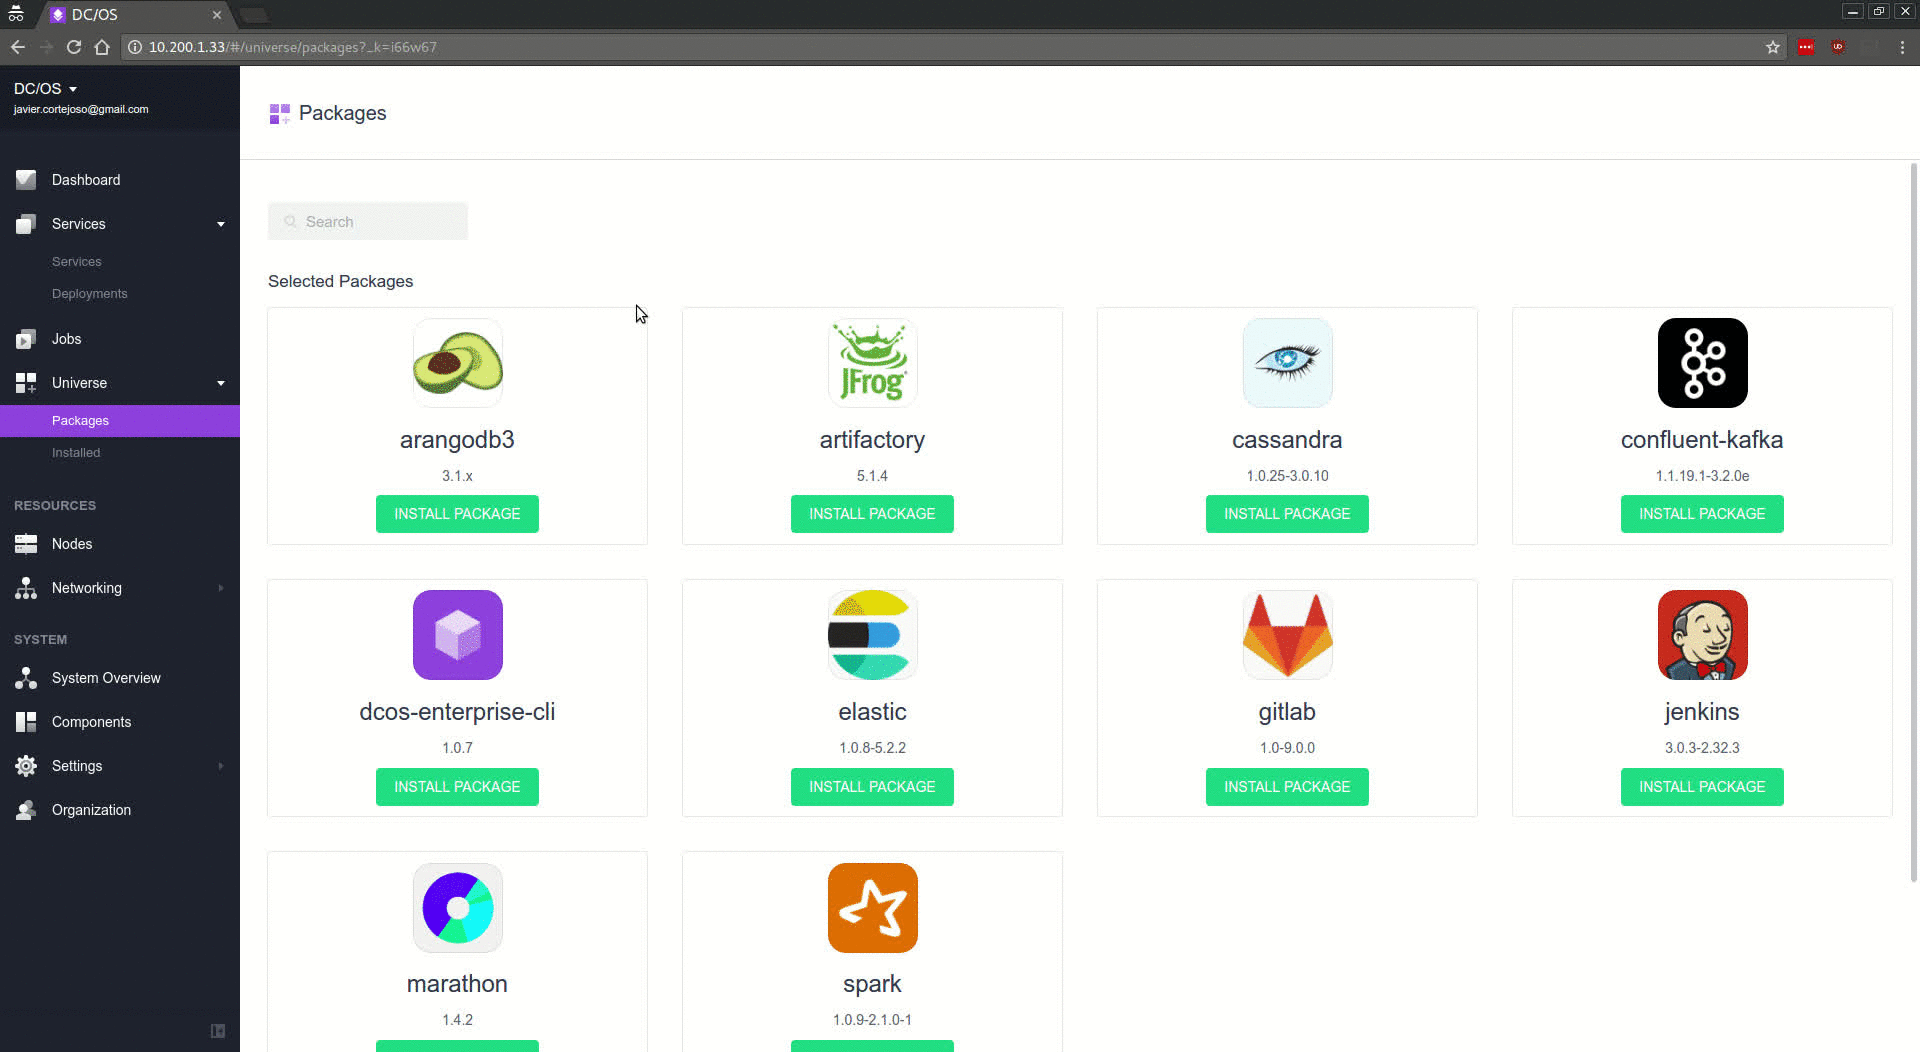 DC/OS
10.200.1.33/#/universe/packages?_k=i66w67
DC/OS
javier.cortejoso@gmail.com
Dashboard
Services
Services
Deployments
Jobs
Universe
Packages
Installed
RESOURCES
Nodes
Networking
SYSTEM
System Overview
Components
Settings
Organization
Packages
Search
Selected Packages
JFrog
arangodb3
artifactory
cassandra
confluent-kafka
3.1.x
5.1.4
1.0.25-3.0.10
1.1.19.1-3.2.0e
INSTALL PACKAGE
INSTALL PACKAGE
INSTALL PACKAGE
INSTALL PACKAGE
dcos-enterprise-cli
elastic
gitlab
jenkins
1.0.7
1.0.8-5.2.2
1.0-9.0.0
3.0.3-2.32.3
INSTALL PACKAGE
INSTALL PACKAGE
INSTALL PACKAGE
INSTALL PACKAGE
marathon
spark
1.4.2
1.0.9-2.1.0-1